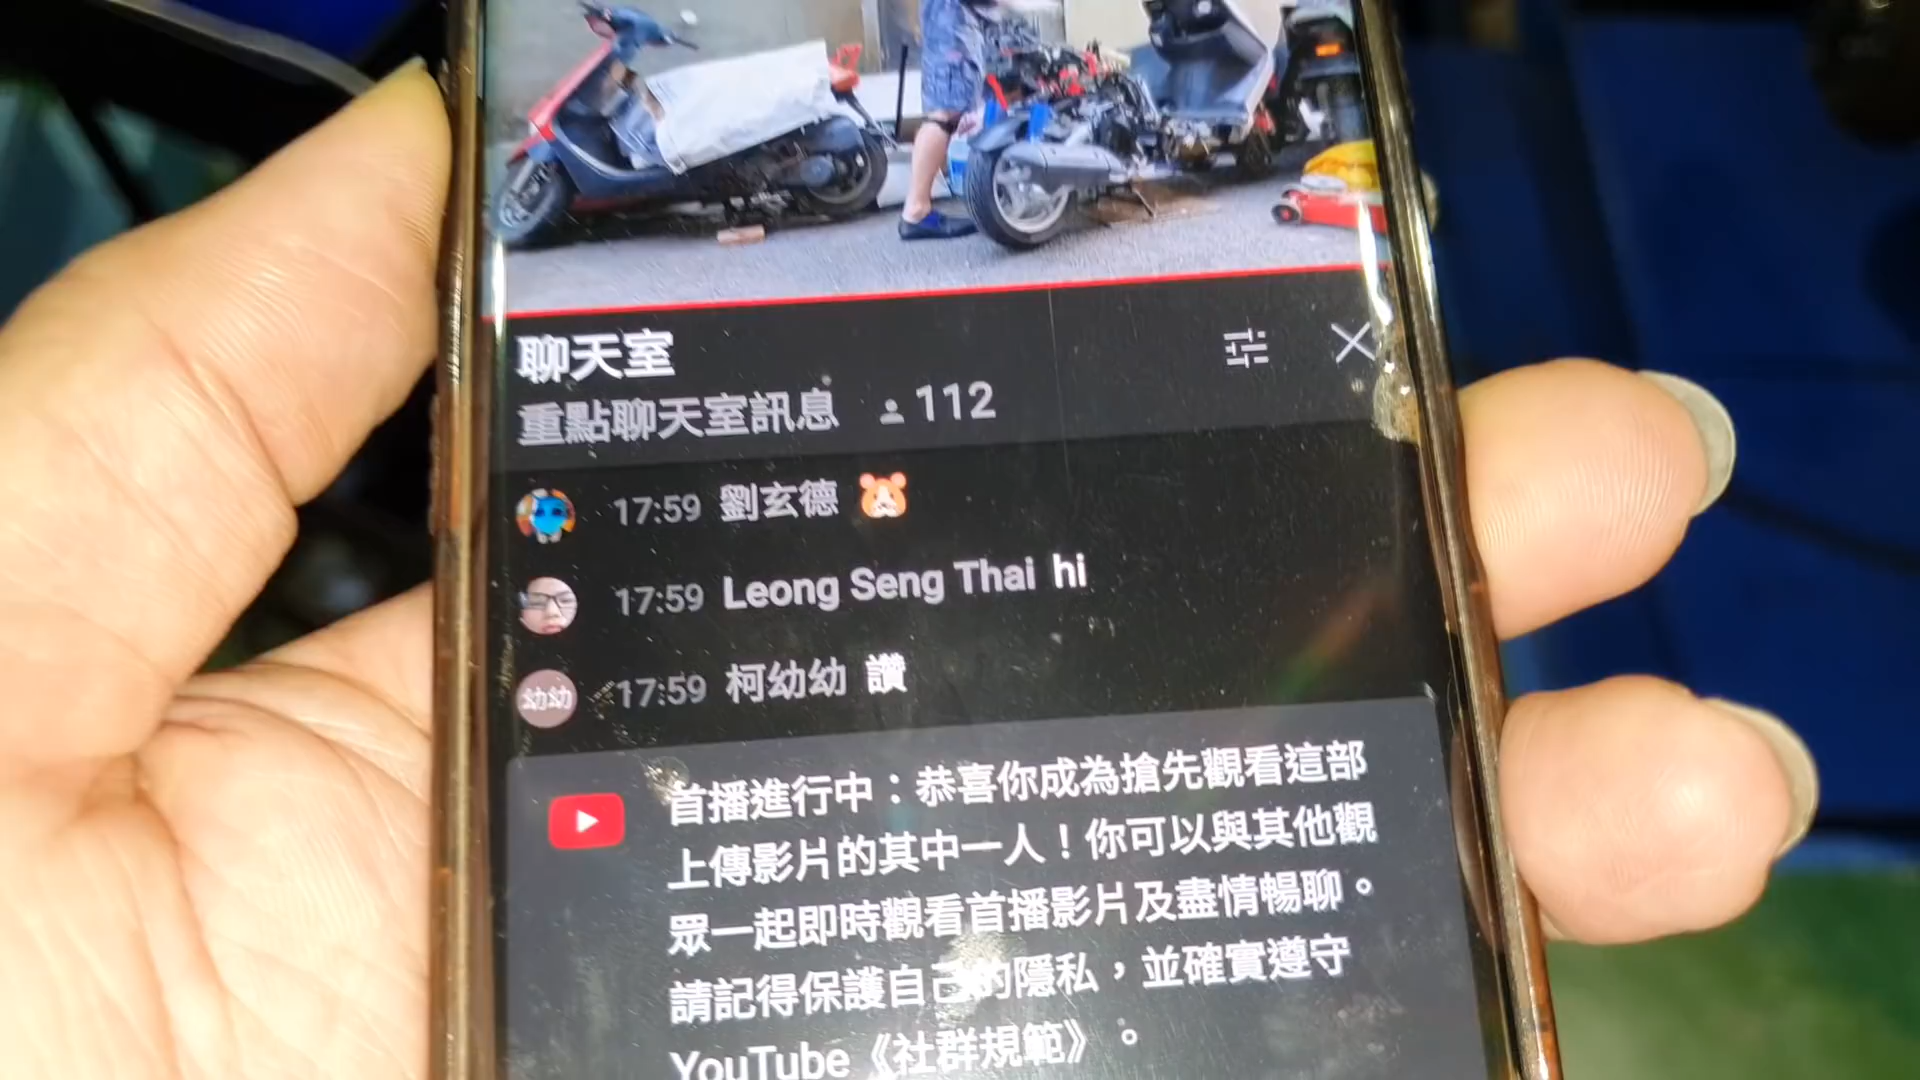 聊天室
重點聊天室訊息 112
17:59 劉玄德
17:59 Leong Seng Thai hi
幼幼 17:59 柯幼幼 讚
首播進行中：恭喜你成為搶先觀看這部
上傳影片的其中一人！你可以與其他觀
眾一起即時觀看首播影片及盡情暢聊。
請記得保護自己的隱私，並確實遵守
YouTube《社群規範》。